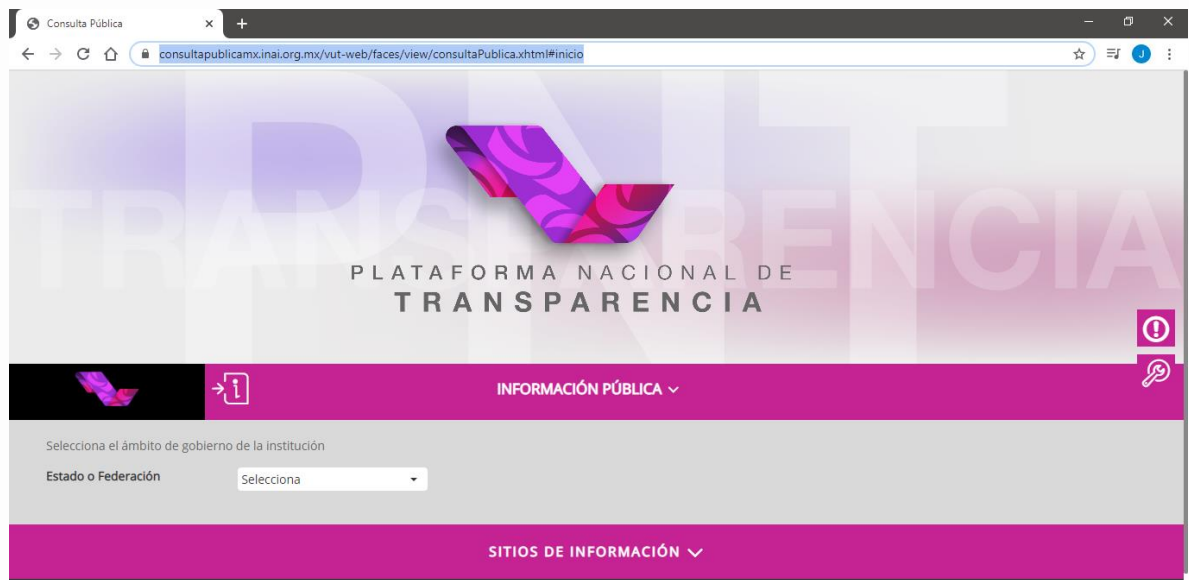 Consulta Pública
consultapublicamx.inai.org.mx/vut-web/faces/view/consultaPublica.xhtml#inicio
J
PNT
TRANSPARENCIA
PLATAFORMA NACIONAL DE
TRANSPARENCIA
INFORMACIÓN PÚBLICA
Selecciona el ámbito de gobierno de la institución
Estado o Federación
Selecciona
SITIOS DE INFORMACIÓN